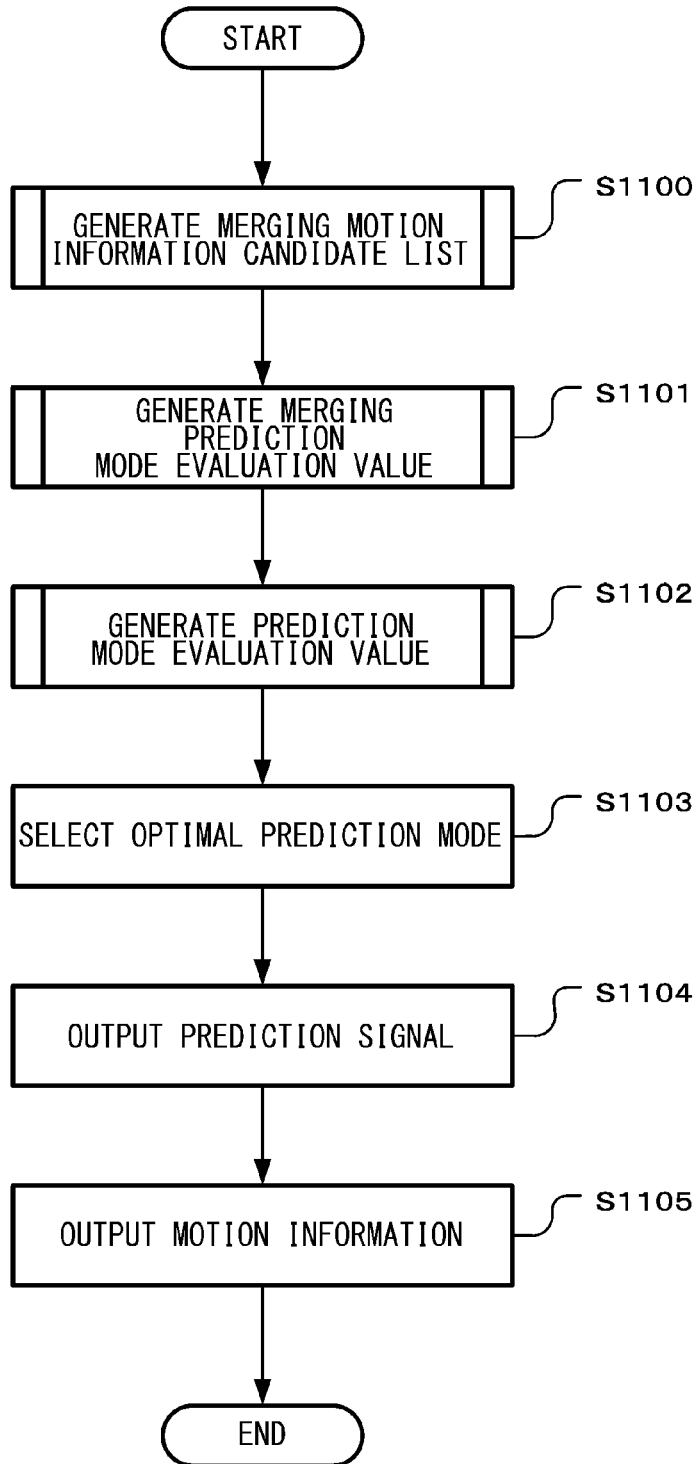 START
S1100
GENERATE MERGING MOTION
INFORMATION CANDIDATE LIST
S1101
GENERATE MERGING
PREDICTION
MODE EVALUATION VALUE
S1102
GENERATE PREDICTION
MODE EVALUATION VALUE
S1103
SELECT OPTIMAL PREDICTION MODE
S1104
OUTPUT PREDICTION SIGNAL
S1105
OUTPUT MOTION INFORMATION
END